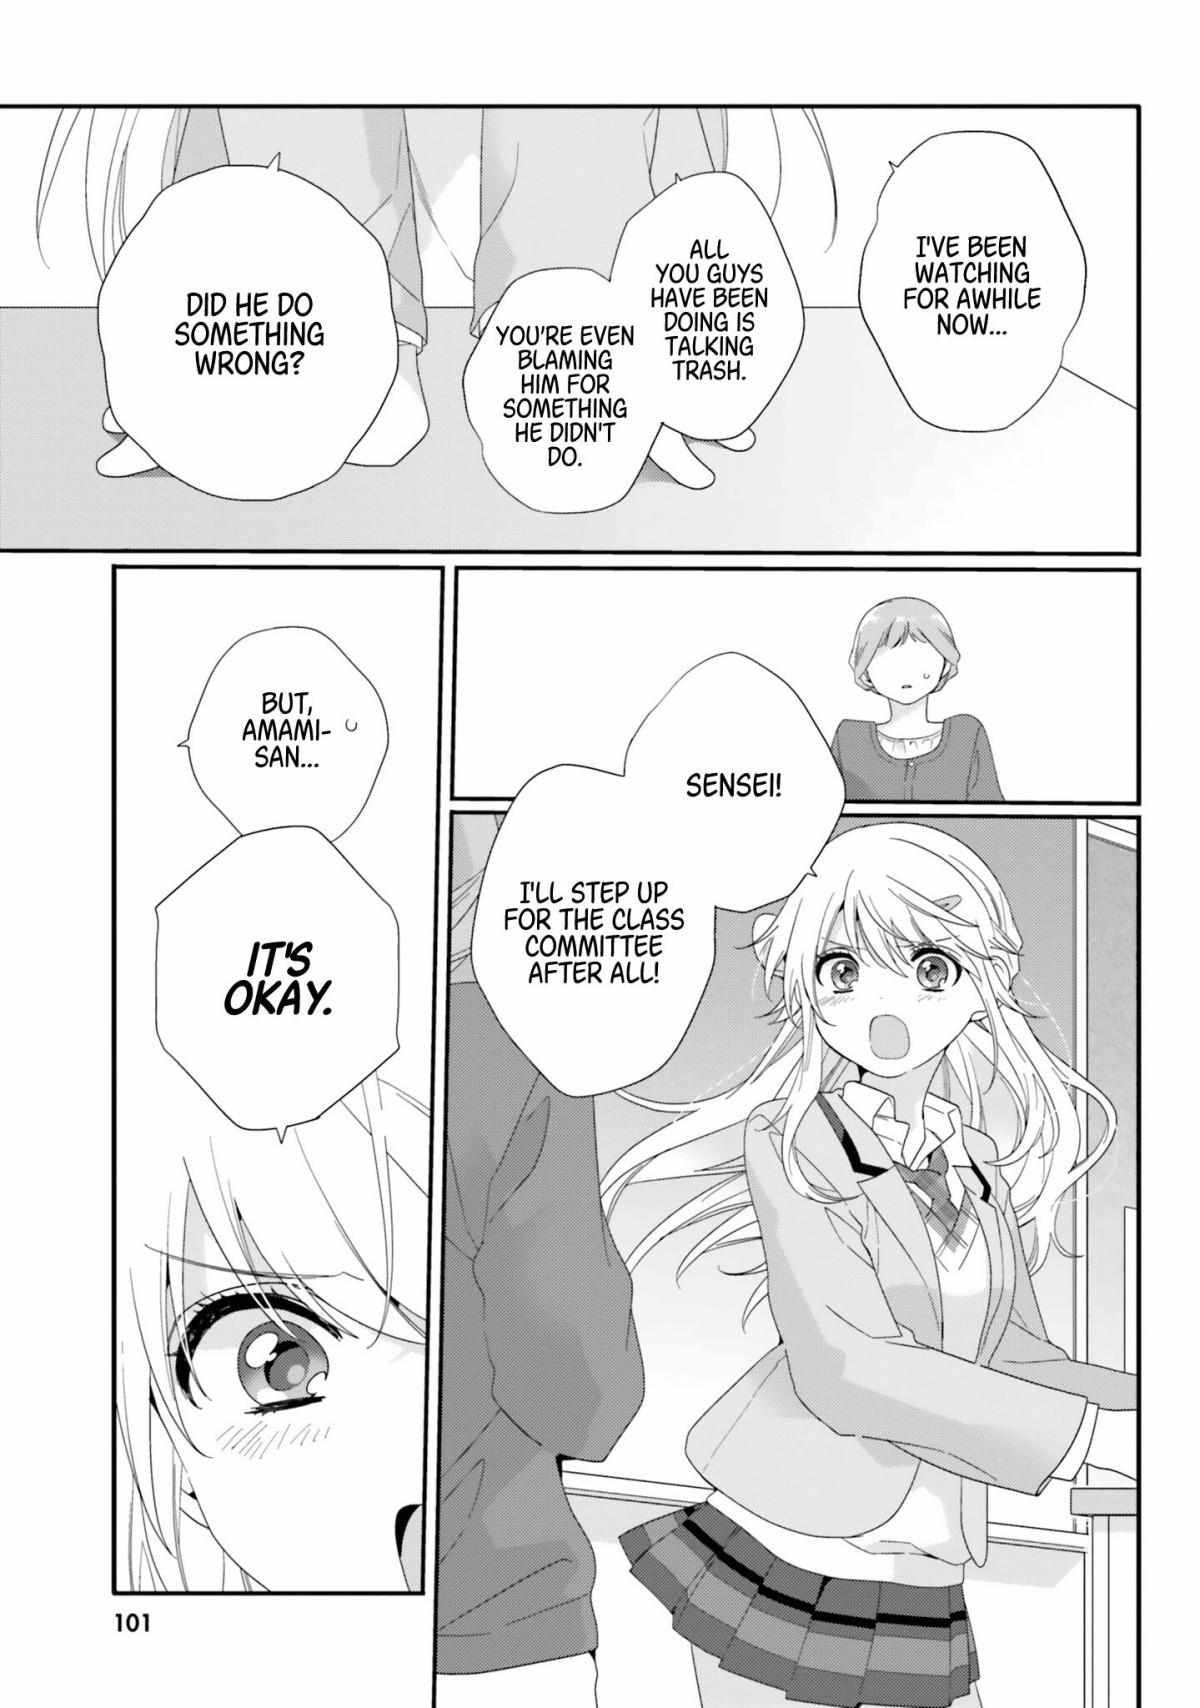 I'VE BEEN
WATCHING
FOR AWHILE
NOW...
ALL
YOU GUYS
HAVE BEEN
DOING IS
TALKING
TRASH.
YOU'RE EVEN
BLAMING
HIM FOR
SOMETHING
HE DIDN'T
DO.
DID HE DO
SOMETHING
WRONG?
SENSEI!
I'LL STEP UP
FOR THE CLASS
COMMITTEE
AFTER ALL!
BUT,
AMAMI-
SAN...
IT'S
OKAY.
101